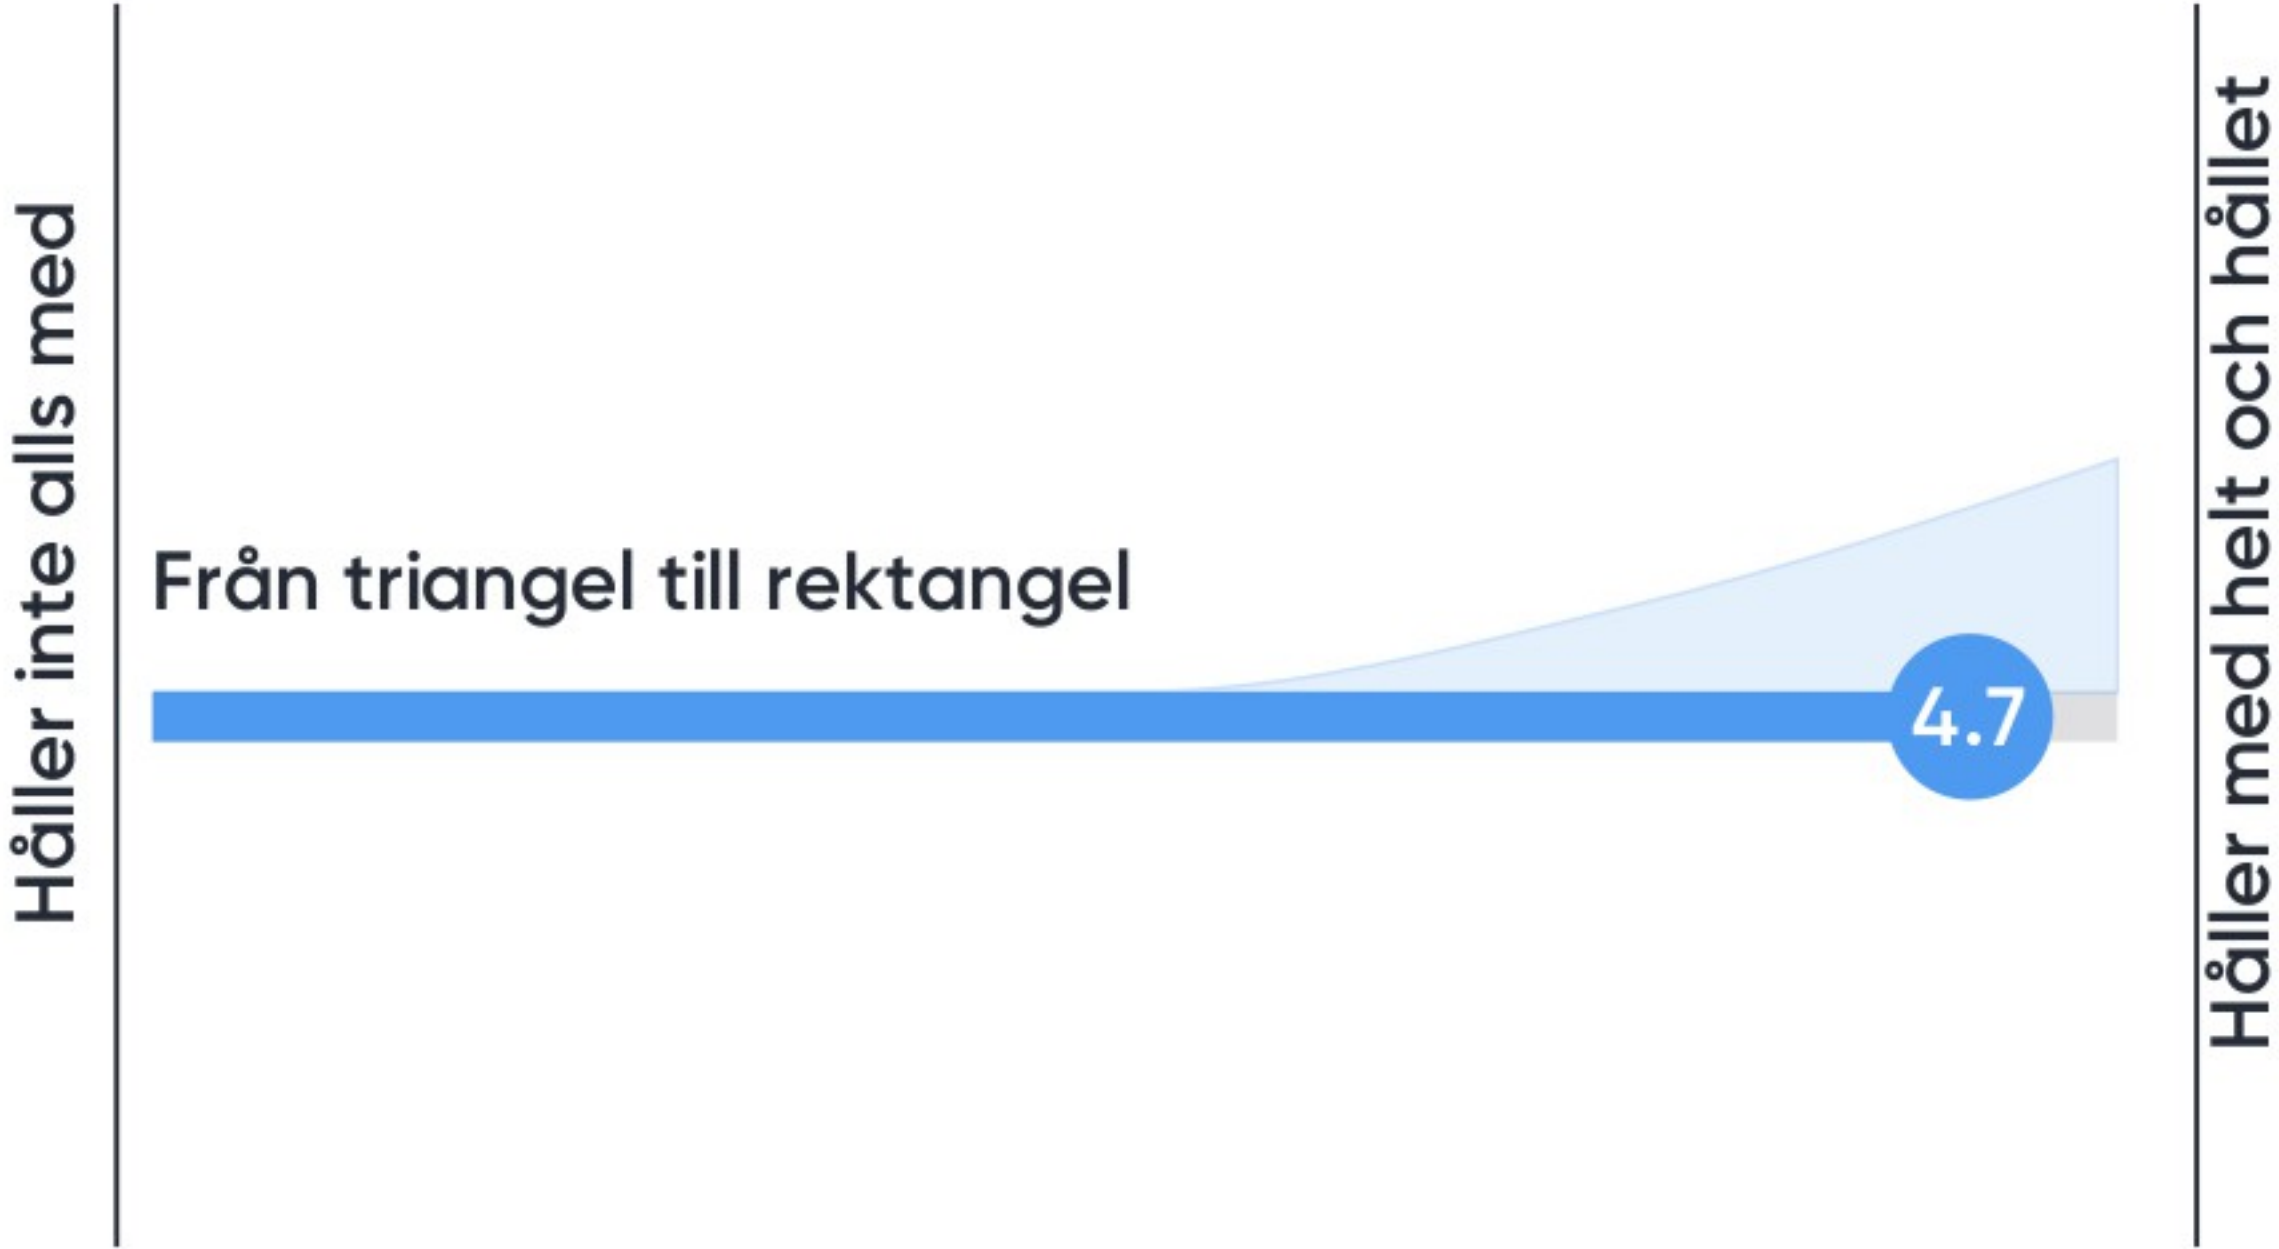 Håller inte alls med
Från triangel till rektangel
4.7
Håller med helt och hållet